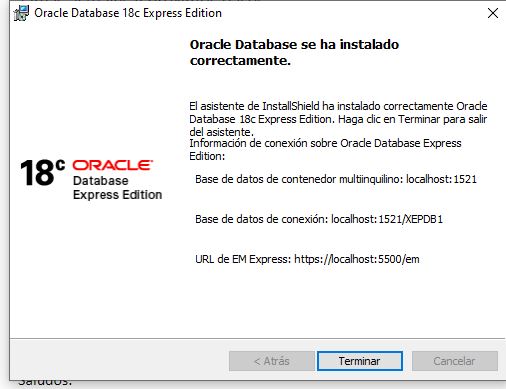 Oracle Database 18c Express Edition
Oracle Database se ha instalado
correctamente.
El asistente de InstallShield ha instalado correctamente Oracle
Database 18c Express Edition. Haga clic en Terminar para salir
del asistente.
Información de conexión sobre Oracle Database Express
Edition:
18c ORACLE
Database
Express Edition
Base de datos de contenedor multiinquilino: localhost:1521
Base de datos de conexión: localhost:1521/XEPDB1
URL de EM Express: https://localhost:5500/em
< Atrás
Terminar
Cancelar
Saludos.